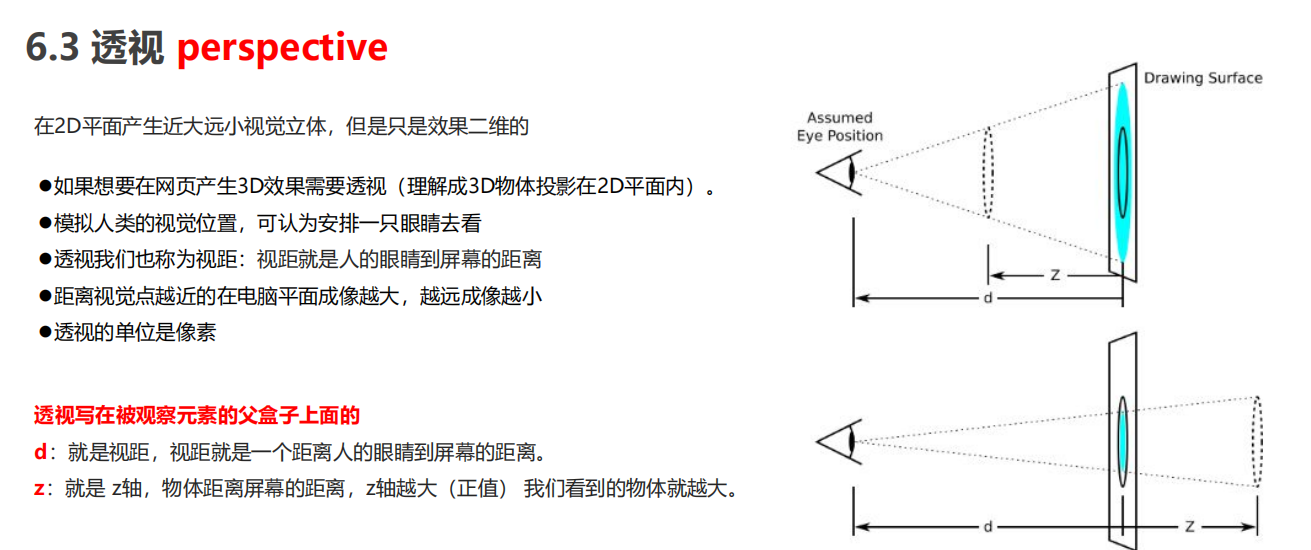 6.3 透视 perspective
在2D平面产生近大远小视觉立体，但是只是效果二维的
●如果想要在网页产生3D效果需要透视（理解成3D物体投影在2D平面内）。
●模拟人类的视觉位置，可认为安排一只眼睛去看
●透视我们也称为视距：视距就是人的眼睛到屏幕的距离
●距离视觉点越近的在电脑平面成像越大，越远成像越小
●透视的单位是像素
透视写在被观察元素的父盒子上面的
d：就是视距，视距就是一个距离人的眼睛到屏幕的距离。
z：就是 z轴，物体距离屏幕的距离，z轴越大（正值） 我们看到的物体就越大。
Drawing Surface
Assumed
Eye Position
Z
d
d
Z